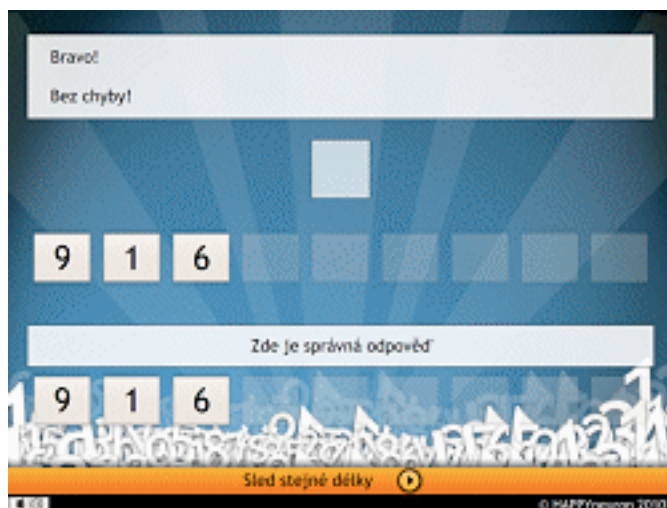 Bravo!
Bez chyby!
9 1 6
Zde je správná odpověď
9 1 6
Sled stejné délky
© HAPPYneuron 2010